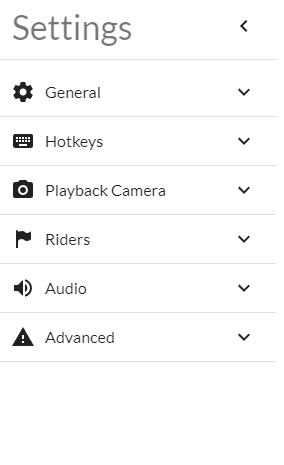 Settings
General
Hotkeys
Playback Camera
Riders
Audio
Advanced